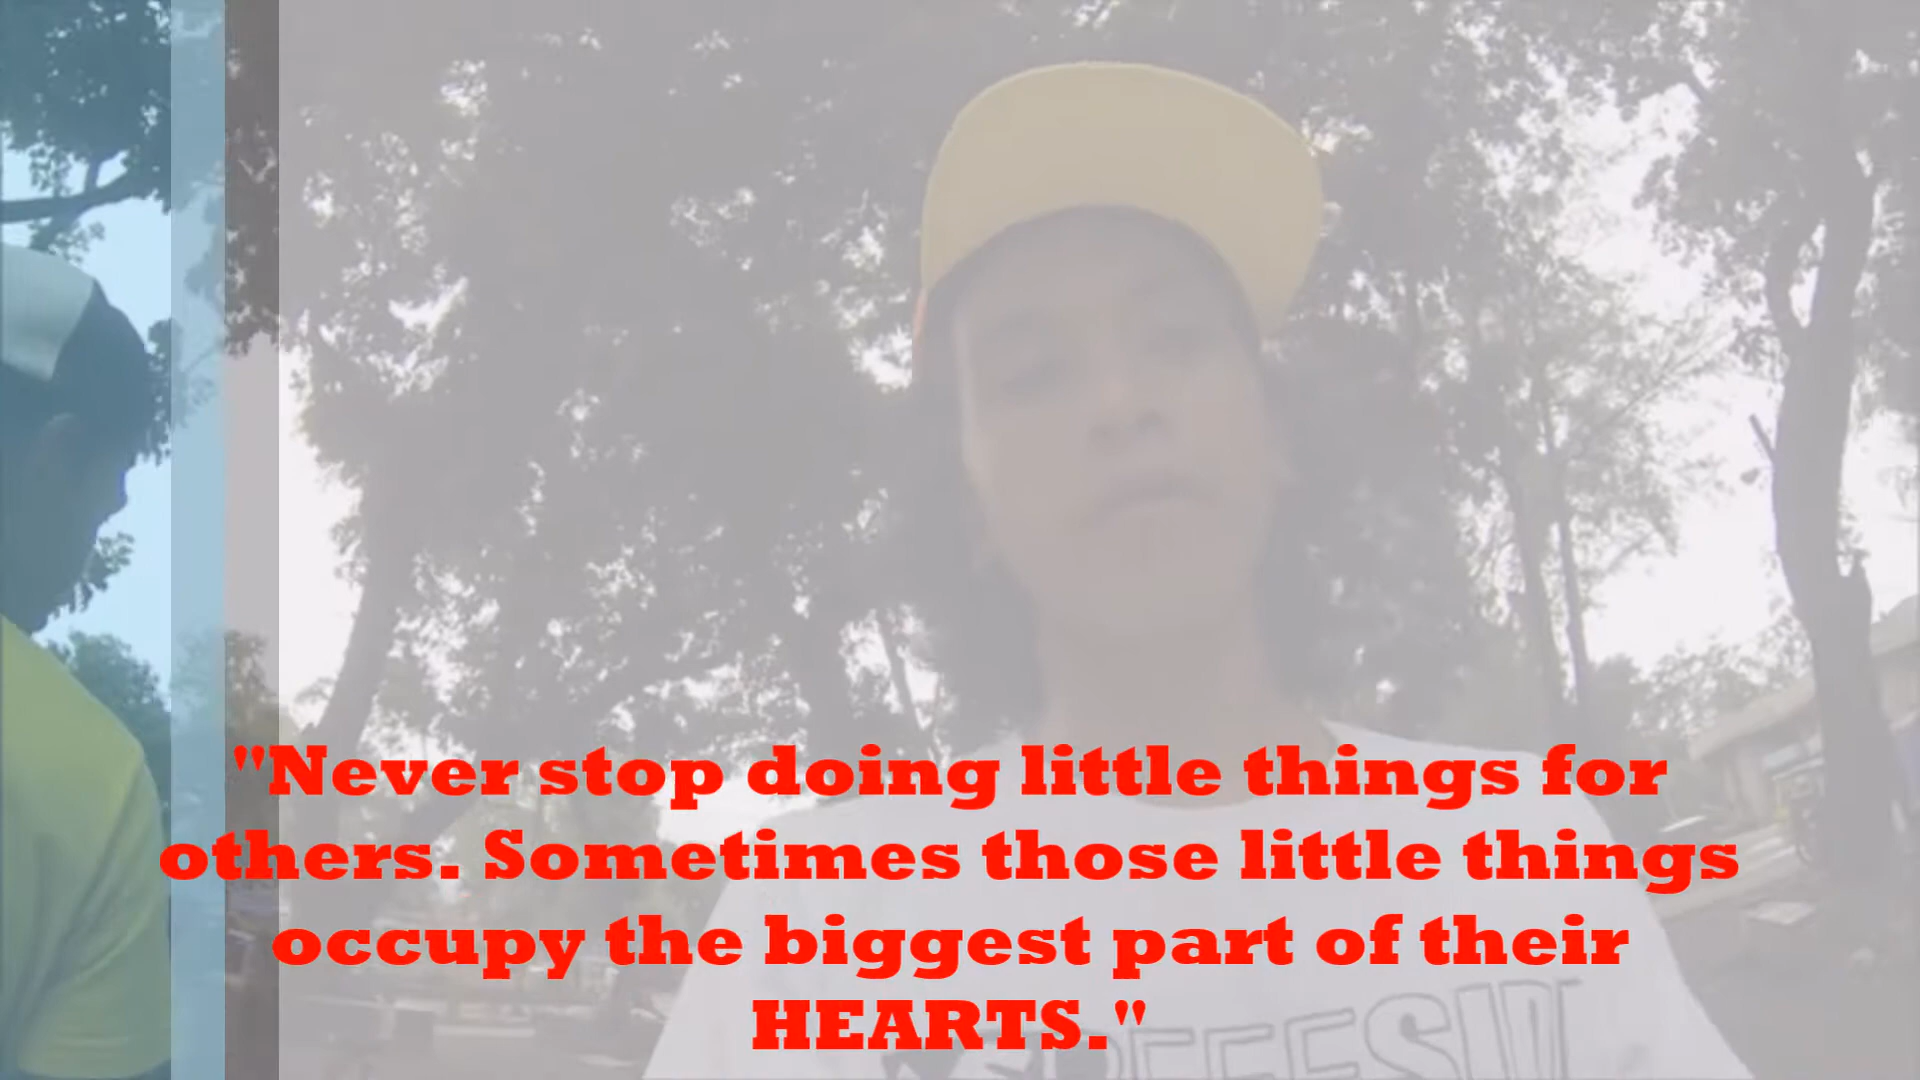 "Never stop doing little things for
others. Sometimes those little things
occupy the biggest part of their
HEARTS."